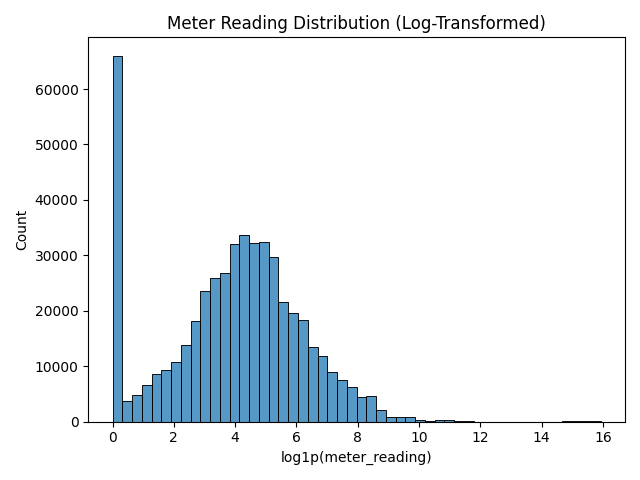 Meter Reading Distribution (Log-Transformed)
60000
50000
40000
30000
20000
10000
0
Count
0 2 4 6 8 10 12 14 16
log1p(meter_reading)